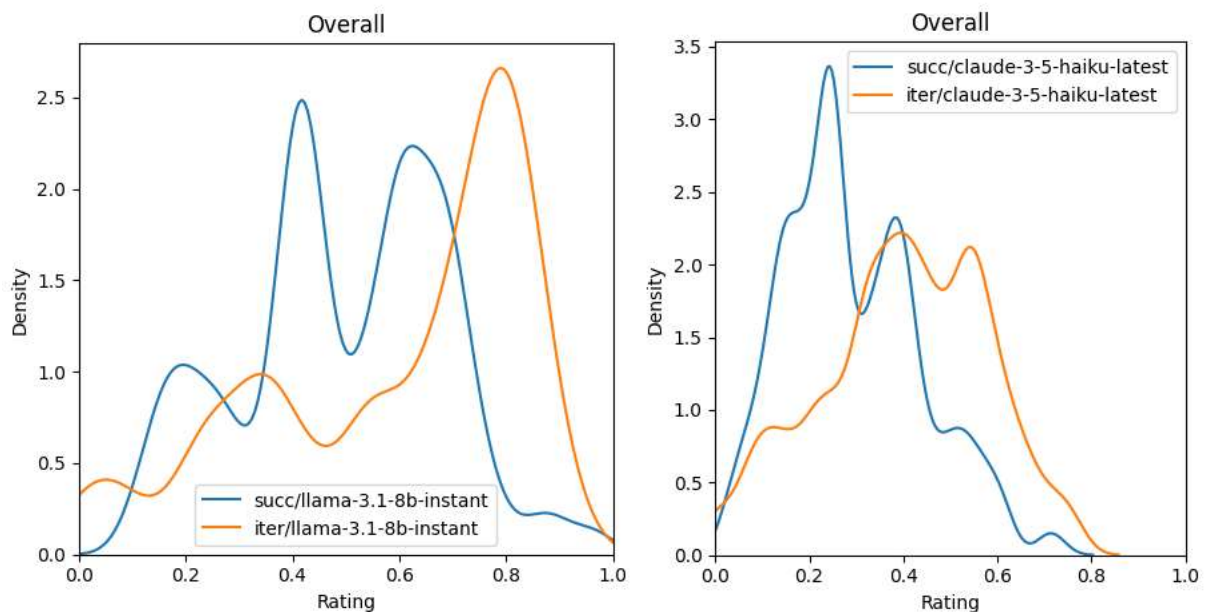 Overall
2.5
2.0
1.5
1.0
0.5
0.0
Density
succ/llama-3.1-8b-instant
iter/llama-3.1-8b-instant
0.0 0.2 0.4 0.6 0.8 1.0
Rating
Overall
3.5
3.0
2.5
2.0
1.5
1.0
0.5
0.0
Density
succ/claude-3-5-haiku-latest
iter/claude-3-5-haiku-latest
0.0 0.2 0.4 0.6 0.8 1.0
Rating